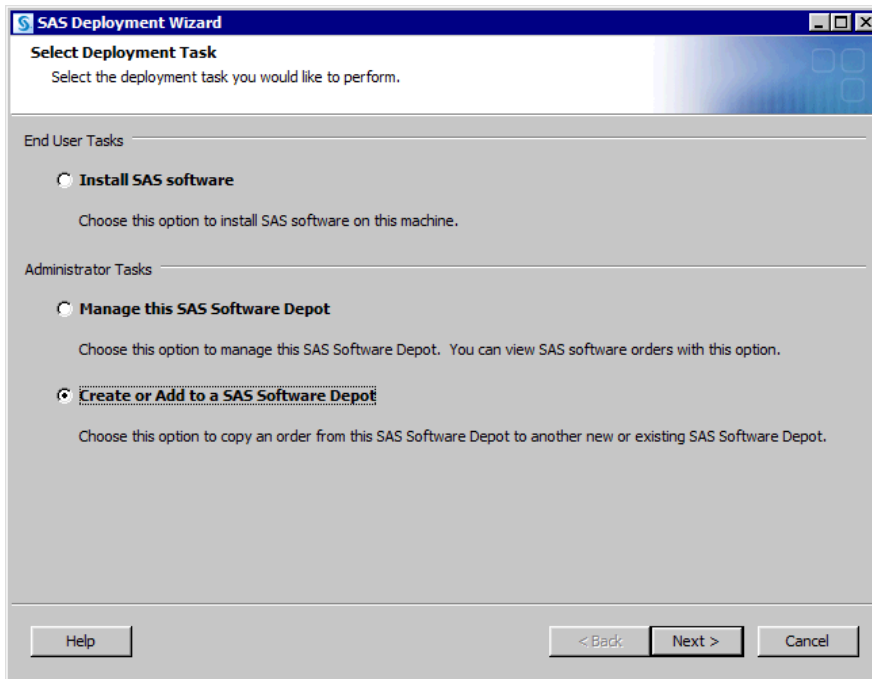 SAS Deployment Wizard
Select Deployment Task
Select the deployment task you would like to perform.
End User Tasks
Install SAS software
Choose this option to install SAS software on this machine.
Administrator Tasks
Manage this SAS Software Depot
Choose this option to manage this SAS Software Depot.  You can view SAS software orders with this option.
Create or Add to a SAS Software Depot
Choose this option to copy an order from this SAS Software Depot to another new or existing SAS Software Depot.
Help < Back Next > Cancel